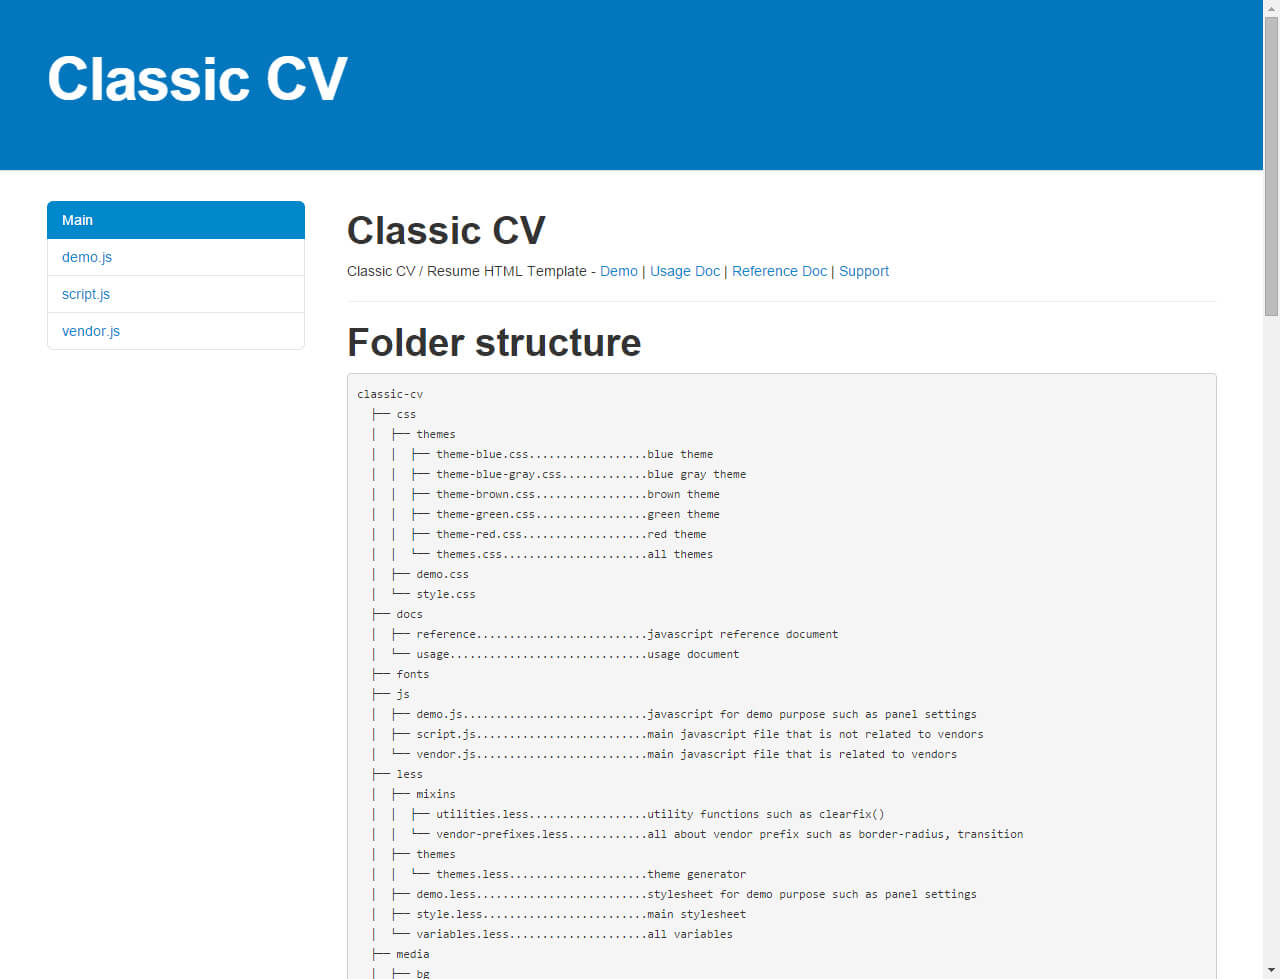 Classic CV
Main
demo.js
script.js
vendor.js
Classic CV
Classic CV / Resume HTML Template - Demo | Usage Doc | Reference Doc | Support
Folder structure
classic-cv
├── css
│  ├── themes
│  │  ├── theme-blue.css..................blue theme
│  │  ├── theme-blue-gray.css.............blue gray theme
│  │  ├── theme-brown.css.................brown theme
│  │  ├── theme-green.css.................green theme
│  │  ├── theme-red.css...................red theme
│  │  └── themes.css......................all themes
│  ├── demo.css
│  └── style.css
├── docs
│  ├── reference..........................javascript reference document
│  └── usage..............................usage document
├── fonts
├── js
│  ├── demo.js............................javascript for demo purpose such as panel settings
│  ├── script.js..........................main javascript file that is not related to vendors
│  └── vendor.js..........................main javascript file that is related to vendors
├── less
│  ├── mixins
│  │  ├── utilities.less..................utility functions such as clearfix()
│  │  └── vendor-prefixes.less............all about vendor prefix such as border-radius, transition
│  ├── themes
│  │  └── themes.less.....................theme generator
│  ├── demo.less..........................stylesheet for demo purpose such as panel settings
│  ├── style.less.........................main stylesheet
│  └── variables.less.....................all variables
├── media
│  ├── bg